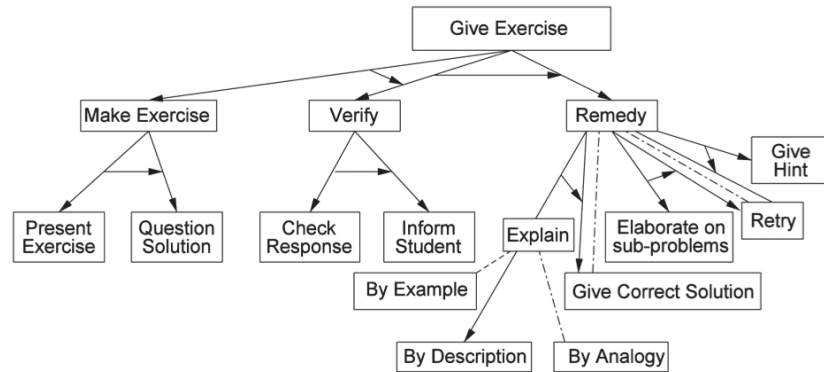 Give Exercise
Make Exercise
Verify
Remedy
Give
Hint
Present
Exercise
Question
Solution
Check
Response
Inform
Student
Explain
Elaborate on
sub-problems
Retry
By Example
Give Correct Solution
By Description
By Analogy